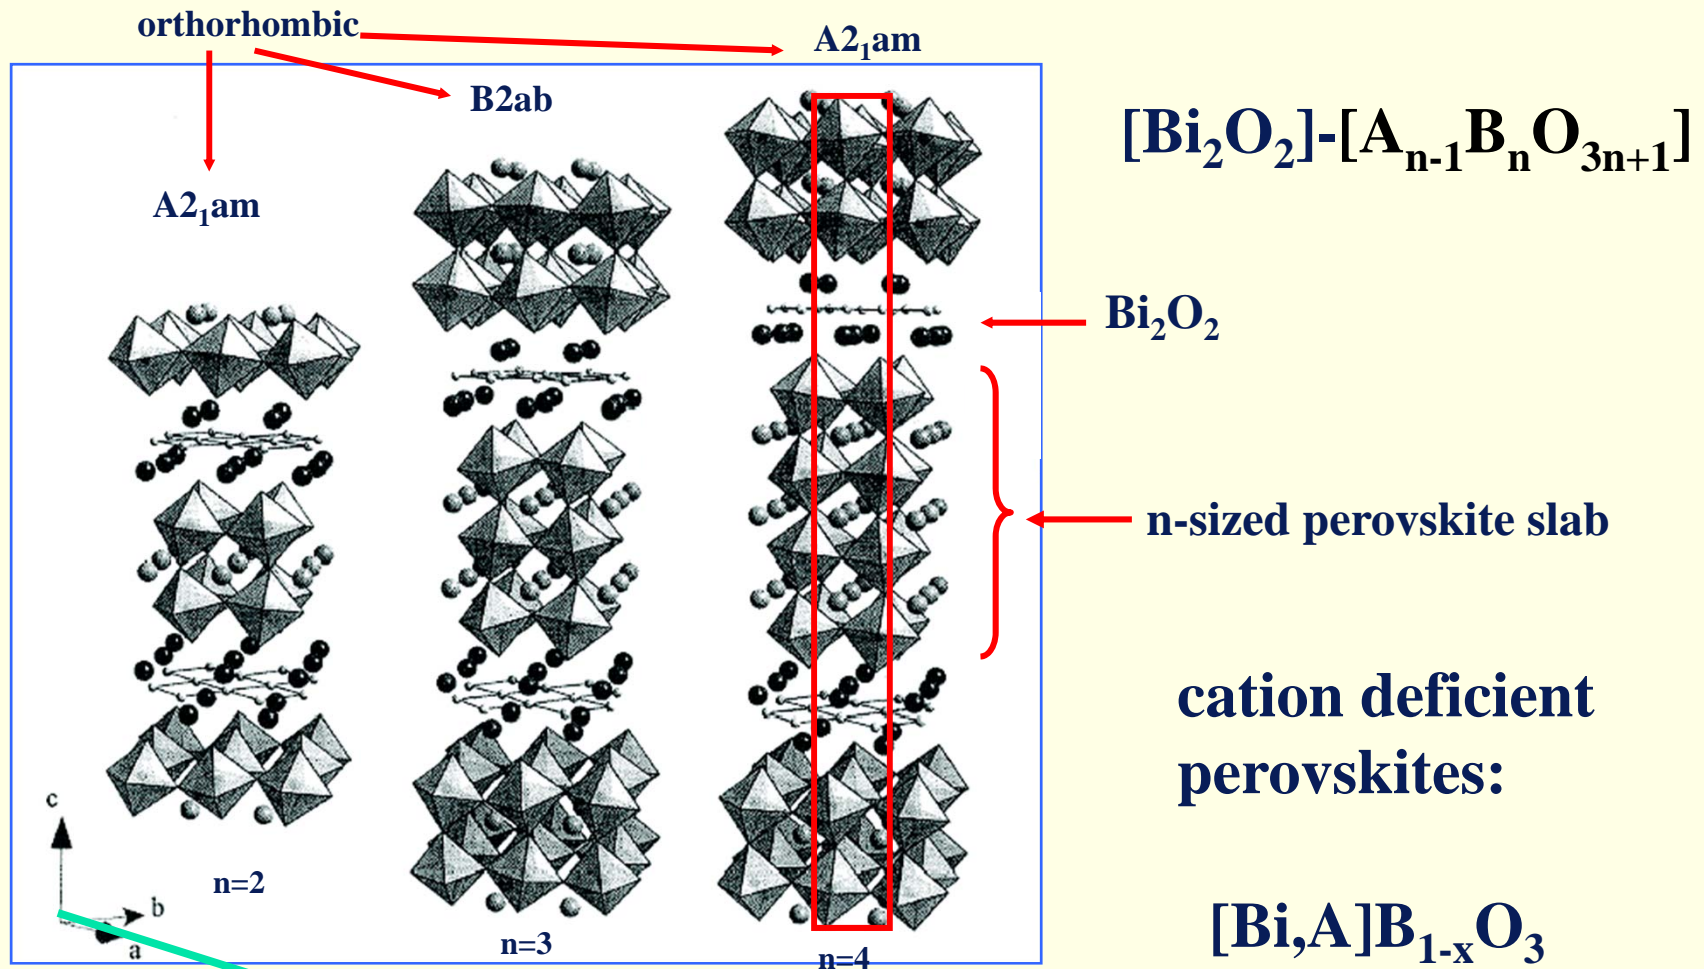 orthorhombic
A2₁am
B2ab
A2₁am
[Bi₂O₂]-[Aₙ₋₁BₙO₃ₙ₊₁]
Bi₂O₂
n-sized perovskite slab
cation deficient
perovskites:
[Bi,A]B₁₋ₓO₃
c
b
a
n=2
n=3
n=4